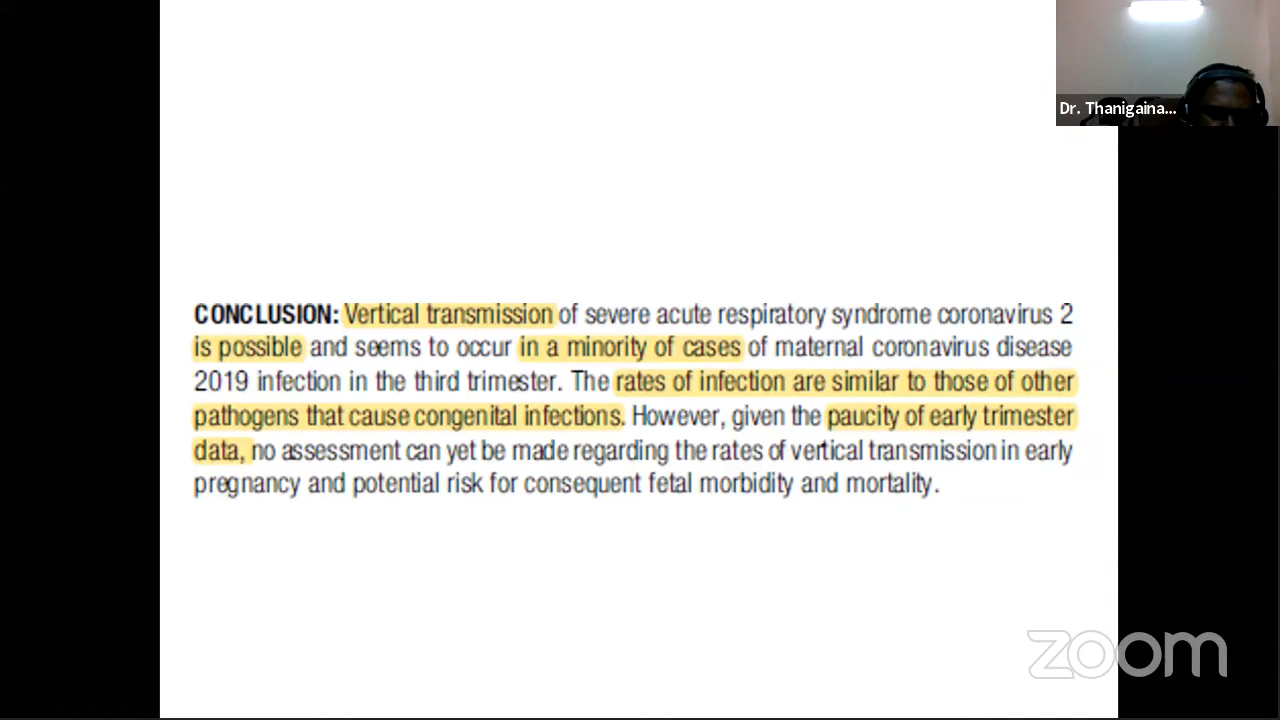 Dr. Thanigaina...
CONCLUSION: Vertical transmission of severe acute respiratory syndrome coronavirus 2
is possible and seems to occur in a minority of cases of maternal coronavirus disease
2019 infection in the third trimester. The rates of infection are similar to those of other
pathogens that cause congenital infections. However, given the paucity of early trimester
data, no assessment can yet be made regarding the rates of vertical transmission in early
pregnancy and potential risk for consequent fetal morbidity and mortality.
zoom